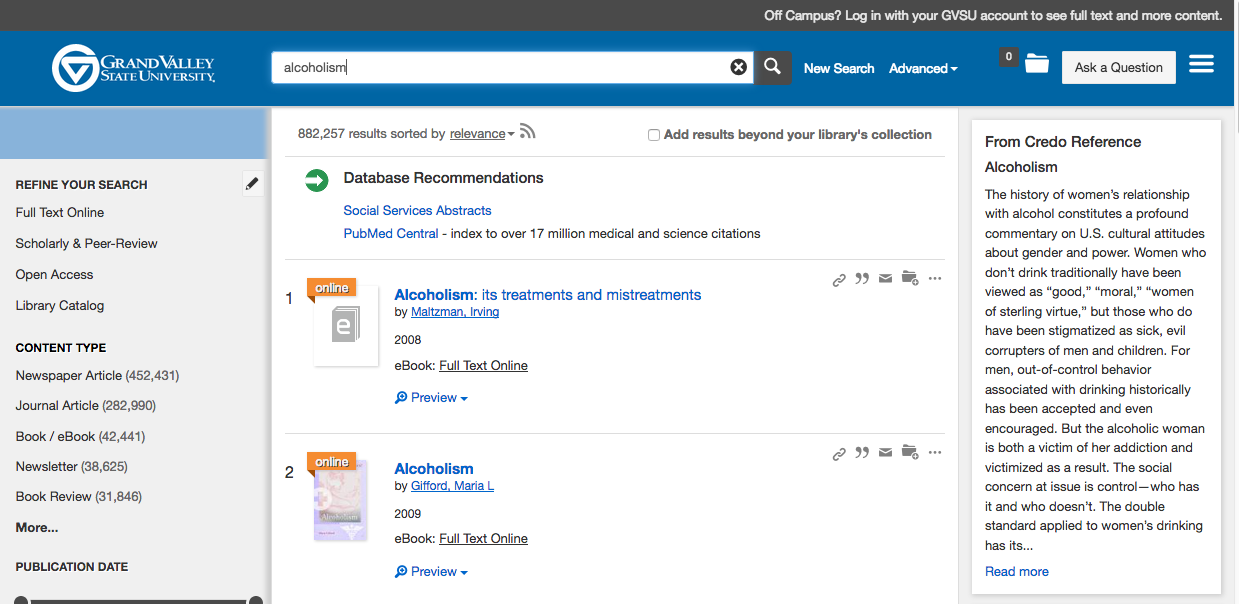 Off Campus? Log in with your GVSU account to see full text and more content.
GRANDVALLEY
STATE UNIVERSITY
alcoholism
New Search
Advanced
0
Ask a Question
882,257 results sorted by relevance
Add results beyond your library's collection
REFINE YOUR SEARCH
Full Text Online
Scholarly & Peer-Review
Open Access
Library Catalog
CONTENT TYPE
Newspaper Article (452,431)
Journal Article (282,990)
Book / eBook (42,441)
Newsletter (38,625)
Book Review (31,846)
More...
PUBLICATION DATE
Database Recommendations
Social Services Abstracts
PubMed Central - index to over 17 million medical and science citations
1
online
e
Alcoholism: its treatments and mistreatments
by Maltzman, Irving
2008
eBook: Full Text Online
Preview
2
online
Alcoholism
Alcoholism
by Gifford, Maria L
2009
eBook: Full Text Online
Preview
From Credo Reference
Alcoholism
The history of women’s relationship
with alcohol constitutes a profound
commentary on U.S. cultural attitudes
about gender and power. Women who
don’t drink traditionally have been
viewed as “good,” “moral,” “women
of sterling virtue,” but those who do
have been stigmatized as sick, evil
corrupters of men and children. For
men, out-of-control behavior
associated with drinking historically
has been accepted and even
encouraged. But the alcoholic woman
is both a victim of her addiction and
victimized as a result. The social
concern at issue is control—who has
it and who doesn’t. The double
standard applied to women’s drinking
has its...
Read more